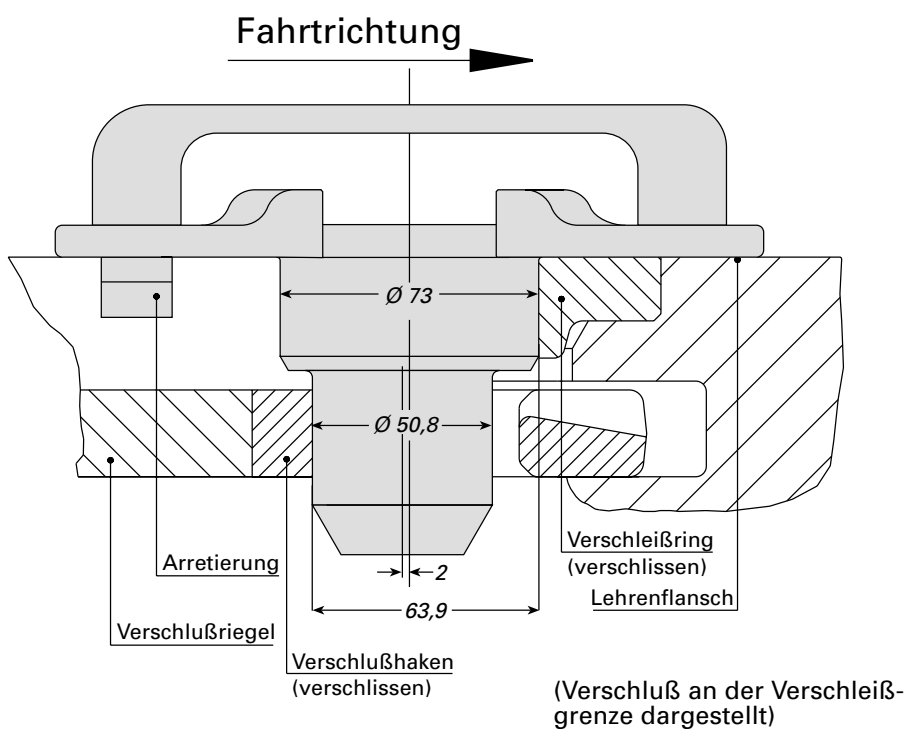 Fahrtrichtung
Ø 73
Ø 50,8
Verschleißring
(verschlissen)
Arretierung
2
Lehrenflansch
63,9
Verschlußriegel
Verschlußhaken
(verschlissen)
(Verschluß an der Verschleiß-
grenze dargestellt)